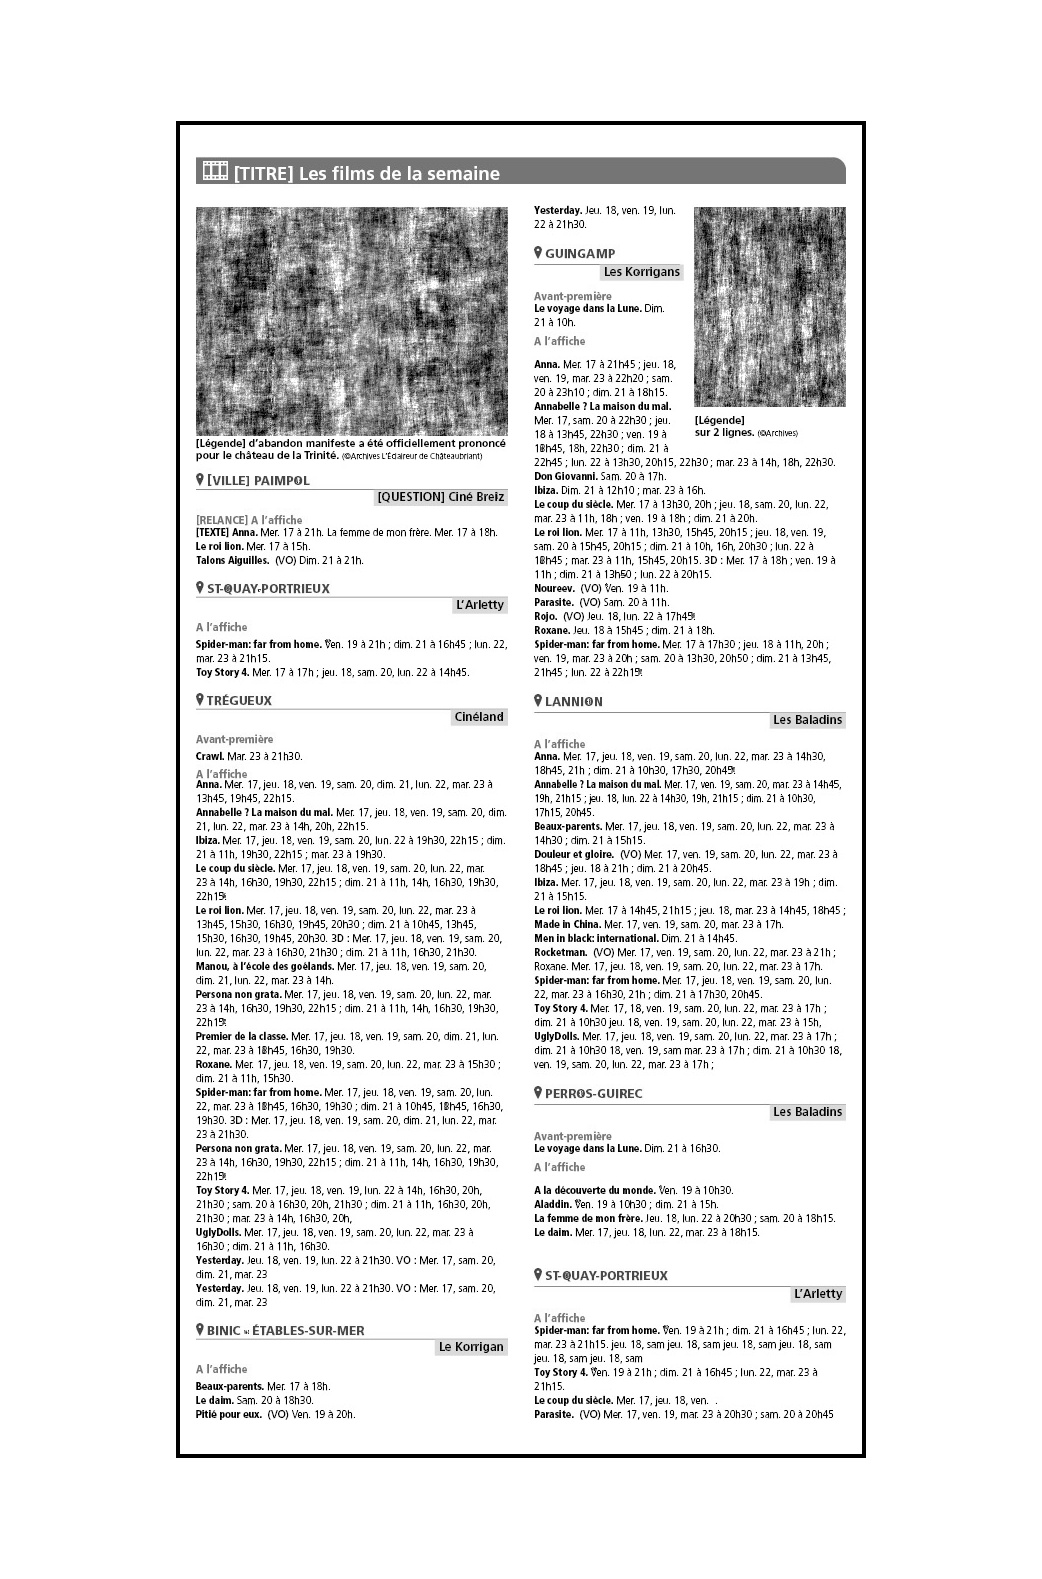 [TITRE] Les films de la semaine
[Légende] d'abandon manifeste a été officiellement prononcé
pour le château de la Trinité. (©Archives L'Éclaireur de Châteaubriant)
[VILLE] PAIMPOL
[QUESTION] Ciné Breiz
[RELANCE] A l'affiche
[TEXTE] Anna. Mer. 17 à 21h. La femme de mon frère. Mer. 17 à 18h.
Le roi lion. Mer. 17 à 15h.
Talons Aiguilles. (VO) Dim. 21 à 21h.
ST-QUAY-PORTRIEUX
L'Arletty
A l'affiche
Spider-man: far from home. Ven. 19 à 21h ; dim. 21 à 16h45 ; lun. 22,
mar. 23 à 21h15.
Toy Story 4. Mer. 17 à 17h ; jeu. 18, sam. 20, lun. 22 à 14h45.
TRÉGUEUX
Cinéland
Avant-première
Crawl. Mar. 23 à 21h30.
A l'affiche
Anna. Mer. 17, jeu. 18, ven. 19, sam. 20, dim. 21, lun. 22, mar. 23 à
13h45, 19h45, 22h15.
Annabelle ? La maison du mal. Mer. 17, jeu. 18, ven. 19, sam. 20, dim.
21, lun. 22, mar. 23 à 14h, 20h, 22h15.
Ibiza. Mer. 17, jeu. 18, ven. 19, sam. 20, lun. 22 à 19h30, 22h15 ; dim.
21 à 11h, 19h30, 22h15 ; mar. 23 à 19h30.
Le coup du siècle. Mer. 17, jeu. 18, ven. 19, sam. 20, lun. 22, mar.
23 à 14h, 16h30, 19h30, 22h15 ; dim. 21 à 11h, 14h, 16h30, 19h30,
22h15.
Le roi lion. Mer. 17, jeu. 18, ven. 19, sam. 20, lun. 22, mar. 23 à
13h45, 15h30, 16h30, 19h45, 20h30 ; dim. 21 à 10h45, 13h45,
15h30, 16h30, 19h45, 20h30. 3D : Mer. 17, jeu. 18, ven. 19, sam. 20,
lun. 22, mar. 23 à 16h30, 21h30 ; dim. 21 à 11h, 16h30, 21h30.
Manou, à l'école des goëlands. Mer. 17, jeu. 18, ven. 19, sam. 20,
dim. 21, lun. 22, mar. 23 à 14h.
Persona non grata. Mer. 17, jeu. 18, ven. 19, sam. 20, lun. 22, mar.
23 à 14h, 16h30, 19h30, 22h15 ; dim. 21 à 11h, 14h, 16h30, 19h30,
22h15.
Premier de la classe. Mer. 17, jeu. 18, ven. 19, sam. 20, dim. 21, lun.
22, mar. 23 à 13h45, 16h30, 19h30.
Roxane. Mer. 17, jeu. 18, ven. 19, sam. 20, lun. 22, mar. 23 à 15h30 ;
dim. 21 à 11h, 15h30.
Spider-man: far from home. Mer. 17, jeu. 18, ven. 19, sam. 20, lun.
22, mar. 23 à 13h45, 16h30, 19h30 ; dim. 21 à 10h45, 13h45, 16h30,
19h30. 3D : Mer. 17, jeu. 18, ven. 19, sam. 20, dim. 21, lun. 22, mar.
23 à 21h30.
Persona non grata. Mer. 17, jeu. 18, ven. 19, sam. 20, lun. 22, mar.
23 à 14h, 16h30, 19h30, 22h15 ; dim. 21 à 11h, 14h, 16h30, 19h30,
22h15.
Toy Story 4. Mer. 17, jeu. 18, ven. 19, lun. 22 à 14h, 16h30, 20h,
21h30 ; sam. 20 à 16h30, 20h, 21h30 ; dim. 21 à 11h, 16h30, 20h,
21h30 ; mar. 23 à 14h, 16h30, 20h,
UglyDolls. Mer. 17, jeu. 18, ven. 19, sam. 20, lun. 22, mar. 23 à
16h30 ; dim. 21 à 11h, 16h30.
Yesterday. Jeu. 18, ven. 19, lun. 22 à 21h30. VO : Mer. 17, sam. 20,
dim. 21, mar. 23
Yesterday. Jeu. 18, ven. 19, lun. 22 à 21h30. VO : Mer. 17, sam. 20,
dim. 21, mar. 23
BINIC - ÉTABLES-SUR-MER
Le Korrigan
A l'affiche
Beaux-parents. Mer. 17 à 18h.
Le daim. Sam. 20 à 18h30.
Pitié pour eux. (VO) Ven. 19 à 20h.
Yesterday. Jeu. 18, ven. 19, lun.
22 à 21h30.
GUINGAMP
Les Korrigans
Avant-première
Le voyage dans la Lune. Dim.
21 à 10h.
A l'affiche
Anna. Mer. 17 à 21h45 ; jeu. 18,
ven. 19, mar. 23 à 22h20 ; sam.
20 à 23h10 ; dim. 21 à 18h15.
Annabelle ? La maison du mal.
Mer. 17, sam. 20 à 22h30 ; jeu.
18 à 13h45, 22h30 ; ven. 19 à
13h45, 18h, 22h30 ; dim. 21 à
22h45 ; lun. 22 à 13h30, 20h15, 22h30 ; mar. 23 à 14h, 18h, 22h30.
Don Giovanni. Sam. 20 à 17h.
Ibiza. Dim. 21 à 12h10 ; mar. 23 à 16h.
Le coup du siècle. Mer. 17 à 13h30, 20h ; jeu. 18, sam. 20, lun. 22,
mar. 23 à 11h, 18h ; ven. 19 à 18h ; dim. 21 à 20h.
Le roi lion. Mer. 17 à 11h, 13h30, 15h45, 20h15 ; jeu. 18, ven. 19,
sam. 20 à 15h45, 20h15 ; dim. 21 à 10h, 16h, 20h30 ; lun. 22 à
18h45 ; mar. 23 à 11h, 15h45, 20h15. 3D : Mer. 17 à 18h ; ven. 19 à
11h ; dim. 21 à 13h50 ; lun. 22 à 20h15.
Noureev. (VO) Ven. 19 à 11h.
Parasite. (VO) Sam. 20 à 11h.
Rojo. (VO) Jeu. 18, lun. 22 à 17h45.
Roxane. Jeu. 18 à 15h45 ; dim. 21 à 18h.
Spider-man: far from home. Mer. 17 à 17h30 ; jeu. 18 à 11h, 20h ;
ven. 19, mar. 23 à 20h ; sam. 20 à 13h30, 20h50 ; dim. 21 à 13h45,
21h45 ; lun. 22 à 22h15.
[Légende]
sur 2 lignes. (©Archives)
LANNION
Les Baladins
A l'affiche
Anna. Mer. 17, jeu. 18, ven. 19, sam. 20, lun. 22, mar. 23 à 14h30,
18h45, 21h ; dim. 21 à 10h30, 17h30, 20h45.
Annabelle ? La maison du mal. Mer. 17, ven. 19, sam. 20, mar. 23 à 14h45,
19h, 21h15 ; jeu. 18, lun. 22 à 14h30, 19h, 21h15 ; dim. 21 à 10h30,
17h15, 20h45.
Beaux-parents. Mer. 17, jeu. 18, ven. 19, sam. 20, lun. 22, mar. 23 à
14h30 ; dim. 21 à 15h15.
Douleur et gloire. (VO) Mer. 17, ven. 19, sam. 20, lun. 22, mar. 23 à
18h45 ; jeu. 18 à 21h ; dim. 21 à 20h45.
Ibiza. Mer. 17, jeu. 18, ven. 19, sam. 20, lun. 22, mar. 23 à 19h ; dim.
21 à 15h15.
Le roi lion. Mer. 17 à 14h45, 21h15 ; jeu. 18, mar. 23 à 14h45, 18h45 ;
Made in China. Mer. 17, ven. 19, sam. 20, mar. 23 à 17h.
Men in black: international. Dim. 21 à 14h45.
Rocketman. (VO) Mer. 17, ven. 19, sam. 20, lun. 22, mar. 23 à 21h ;
Roxane. Mer. 17, jeu. 18, ven. 19, sam. 20, lun. 22, mar. 23 à 17h.
Spider-man: far from home. Mer. 17, jeu. 18, ven. 19, sam. 20, lun.
22, mar. 23 à 16h30, 21h ; dim. 21 à 17h30, 20h45.
Toy Story 4. Mer. 17, 18, ven. 19, sam. 20, lun. 22, mar. 23 à 17h ;
dim. 21 à 10h30 jeu. 18, ven. 19, sam. 20, lun. 22, mar. 23 à 15h,
UglyDolls. Mer. 17, jeu. 18, ven. 19, sam. 20, lun. 22, mar. 23 à 17h ;
dim. 21 à 10h30 18, ven. 19, sam mar. 23 à 17h ; dim. 21 à 10h30 18,
ven. 19, sam. 20, lun. 22, mar. 23 à 17h ;
PERROS-GUIREC
Les Baladins
Avant-première
Le voyage dans la Lune. Dim. 21 à 16h30.
A l'affiche
A la découverte du monde. Ven. 19 à 10h30.
Aladdin. Ven. 19 à 10h30 ; dim. 21 à 15h.
La femme de mon frère. Jeu. 18, lun. 22 à 20h30 ; sam. 20 à 18h15.
Le daim. Mer. 17, jeu. 18, lun. 22, mar. 23 à 18h15.
ST-QUAY-PORTRIEUX
L'Arletty
A l'affiche
Spider-man: far from home. Ven. 19 à 21h ; dim. 21 à 16h45 ; lun. 22,
mar. 23 à 21h15. jeu. 18, sam jeu. 18, sam jeu. 18, sam jeu. 18, sam
jeu. 18, sam jeu. 18, sam
Toy Story 4. Ven. 19 à 21h ; dim. 21 à 16h45 ; lun. 22, mar. 23 à
21h15.
Le coup du siècle. Mer. 17, jeu. 18, ven. .
Parasite. (VO) Mer. 17, ven. 19, mar. 23 à 20h30 ; sam. 20 à 20h45